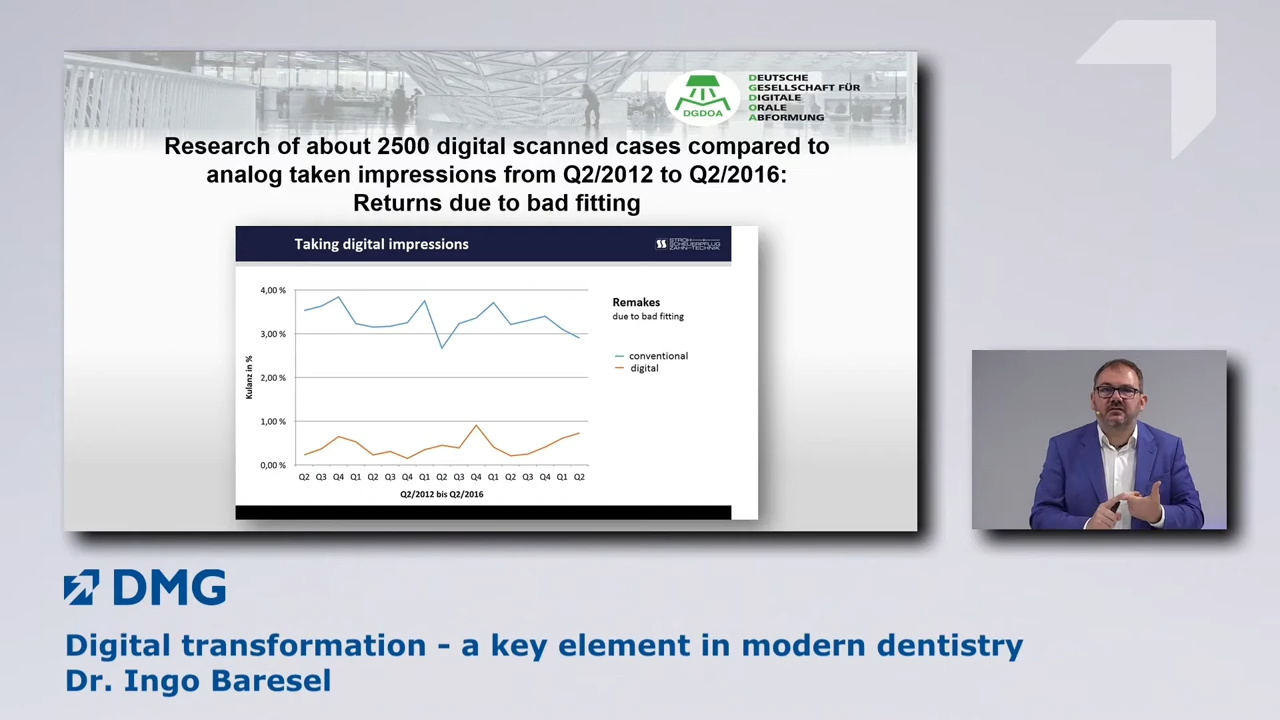 DGDOA
DEUTSCHE
GESELLSCHAFT FÜR
DIGITALE
ORALE
ABFORMUNG
Research of about 2500 digital scanned cases compared to
analog taken impressions from Q2/2012 to Q2/2016:
Returns due to bad fitting
Taking digital impressions
STROH
SCHEUERPFLUG
ZAHN-TECHNIK
4,00 %
3,00 %
2,00 %
1,00 %
0,00 %
Kulanz in %
Q2 Q3 Q4 Q1 Q2 Q3 Q4 Q1 Q2 Q3 Q4 Q1 Q2 Q3 Q4 Q1 Q2
Q2/2012 bis Q2/2016
Remakes
due to bad fitting
conventional
digital
DMG
Digital transformation - a key element in modern dentistry
Dr. Ingo Baresel